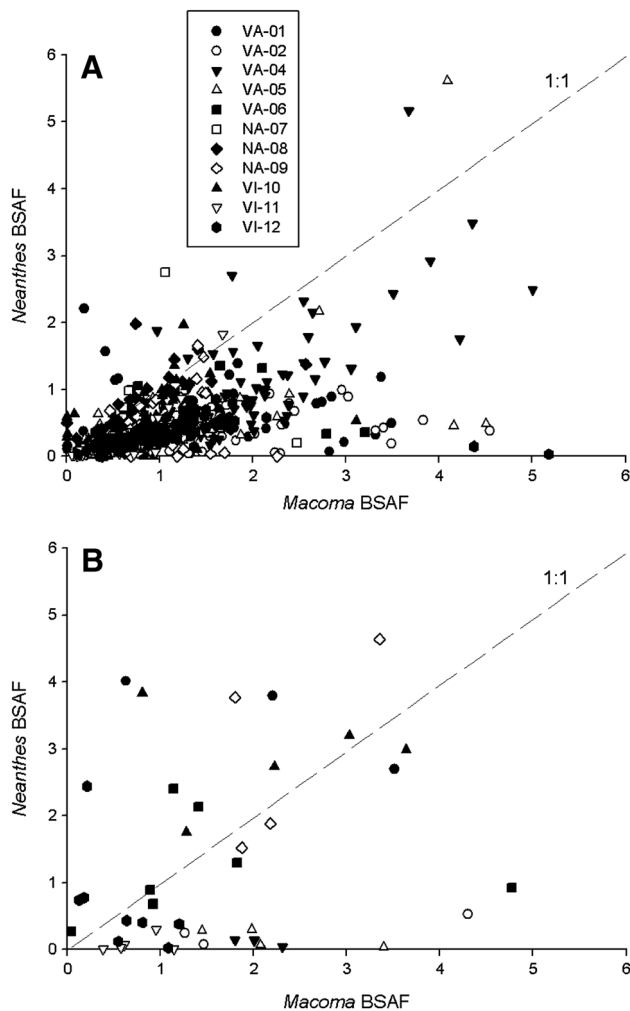 VA-01
VA-02
VA-04
VA-05
VA-06
NA-07
NA-08
NA-09
VI-10
VI-11
VI-12
A
1:1
6
5
4
3
2
1
0
Neanthes BSAF
0 1 2 3 4 5 6
Macoma BSAF
B
1:1
6
5
4
3
2
1
0
Neanthes BSAF
0 1 2 3 4 5 6
Macoma BSAF